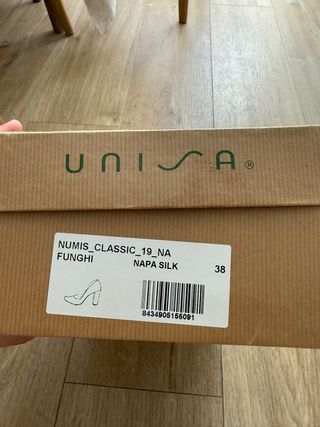 UNISA®
NUMIS_CLASSIC_19_NA
FUNGHI
NAPA SILK 38
8434905155091